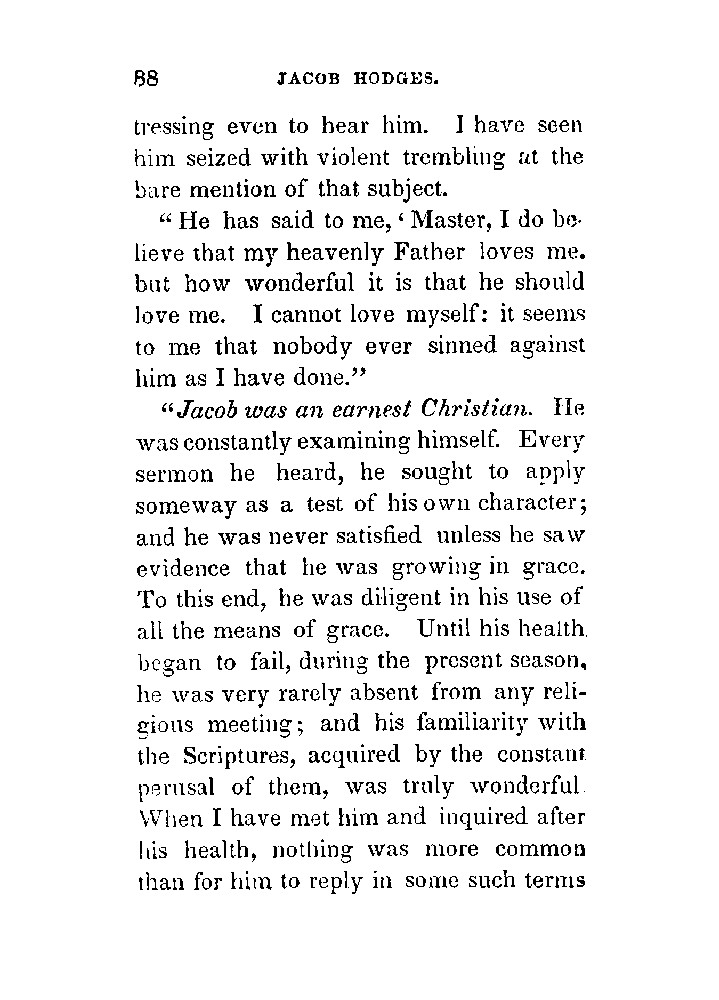 88 JACOB HODGES.
tressing even to hear him. I have seen
him seized with violent trembling at the
bare mention of that subject.
“ He has said to me, ‘ Master, I do be-
lieve that my heavenly Father loves me.
but how wonderful it is that he should
love me. I cannot love myself: it seems
to me that nobody ever sinned against
him as I have done.”
“Jacob was an earnest Christian. He
was constantly examining himself. Every
sermon he heard, he sought to apply
someway as a test of his own character;
and he was never satisfied unless he saw
evidence that he was growing in grace.
To this end, he was diligent in his use of
all the means of grace. Until his health
began to fail, during the present season,
he was very rarely absent from any reli-
gious meeting; and his familiarity with
the Scriptures, acquired by the constant
perusal of them, was truly wonderful.
When I have met him and inquired after
his health, nothing was more common
than for him to reply in some such terms